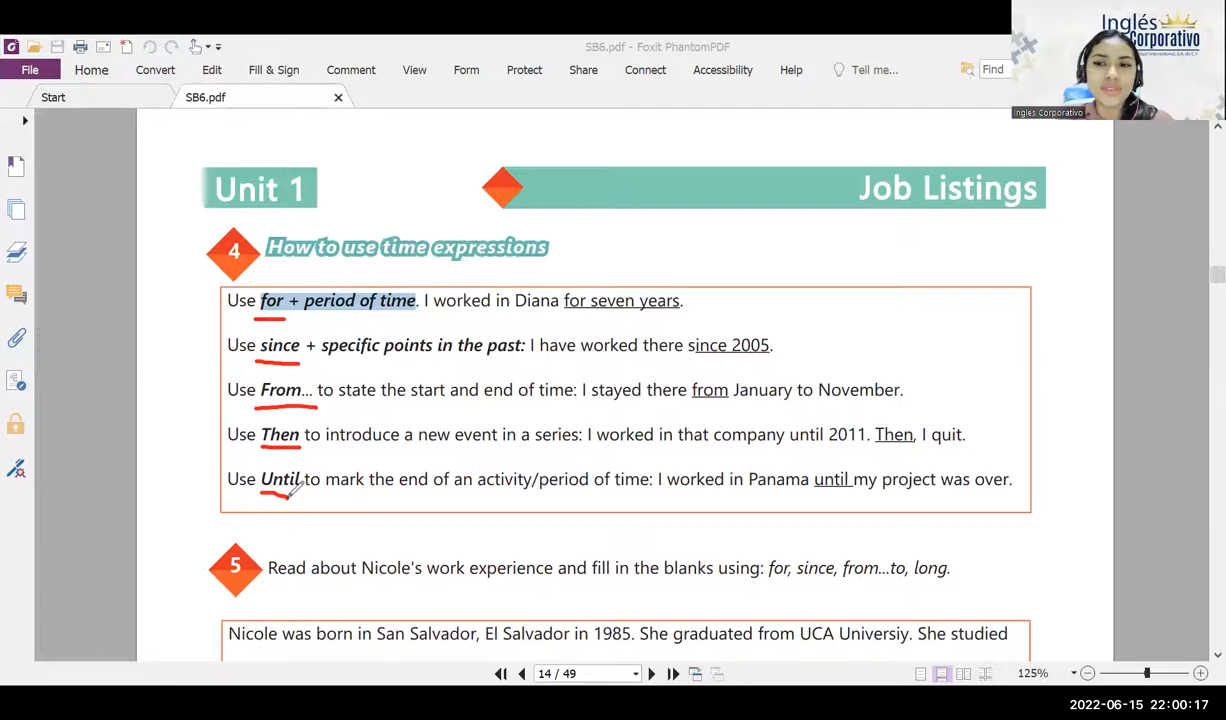 SB6.pdf - Foxit PhantomPDF
Inglés
Corporativo
File Home Convert Edit Fill & Sign Comment View Form Protect Share Connect Accessibility Help Tell me... Find
Start SB6.pdf
Ingles Corporativo
Unit 1 Job Listings
4 How to use time expressions
Use for + period of time. I worked in Diana for seven years.
Use since + specific points in the past: I have worked there since 2005.
Use From... to state the start and end of time: I stayed there from January to November.
Use Then to introduce a new event in a series: I worked in that company until 2011. Then, I quit.
Use Until to mark the end of an activity/period of time: I worked in Panama until my project was over.
5 Read about Nicole's work experience and fill in the blanks using: for, since, from...to, long.
Nicole was born in San Salvador, El Salvador in 1985. She graduated from UCA Universiy. She studied
14 / 49 125%
2022-06-15 22:00:17